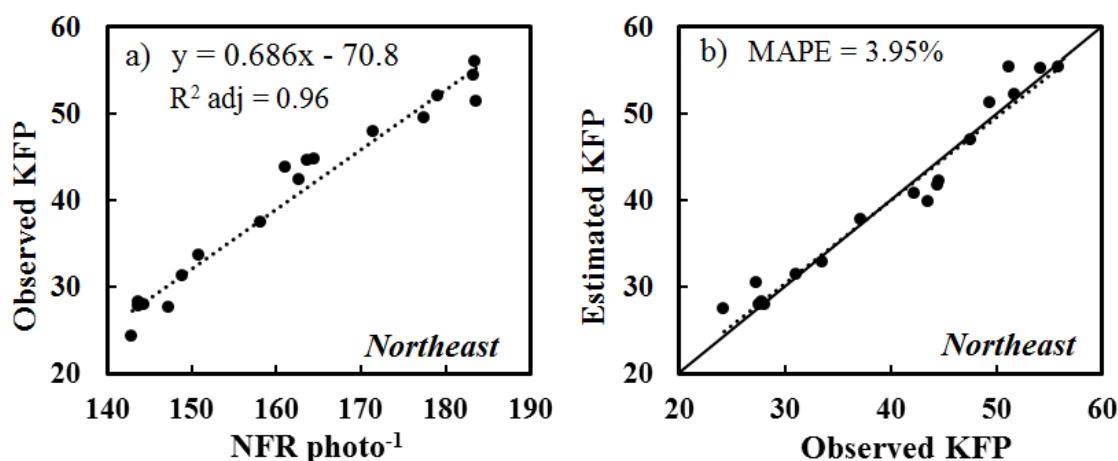 a) y = 0.686x - 70.8
R² adj = 0.96
Observed KFP
60
50
40
30
20
Northeast
140 150 160 170 180 190
NFR photo⁻¹
b) MAPE = 3.95%
Estimated KFP
60
50
40
30
20
Northeast
20 30 40 50 60
Observed KFP